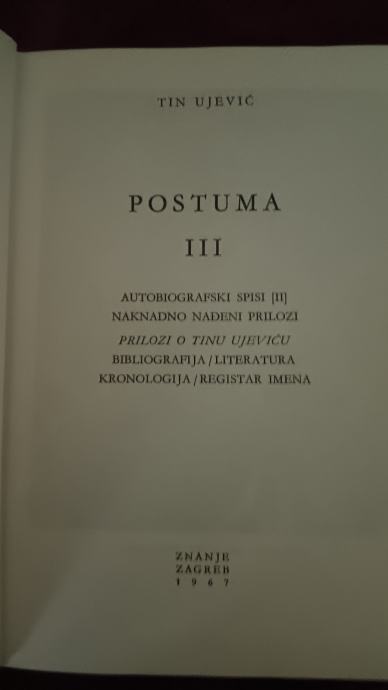 TIN UJEVIĆ
POSTUMA
III
AUTOBIOGRAFSKI SPISI [II]
NAKNADNO NAĐENI PRILOZI
PRILOZI O TINU UJEVIĆU
BIBLIOGRAFIJA/LITERATURA
KRONOLOGIJA/REGISTAR IMENA
ZNANJE
ZAGREB
1967